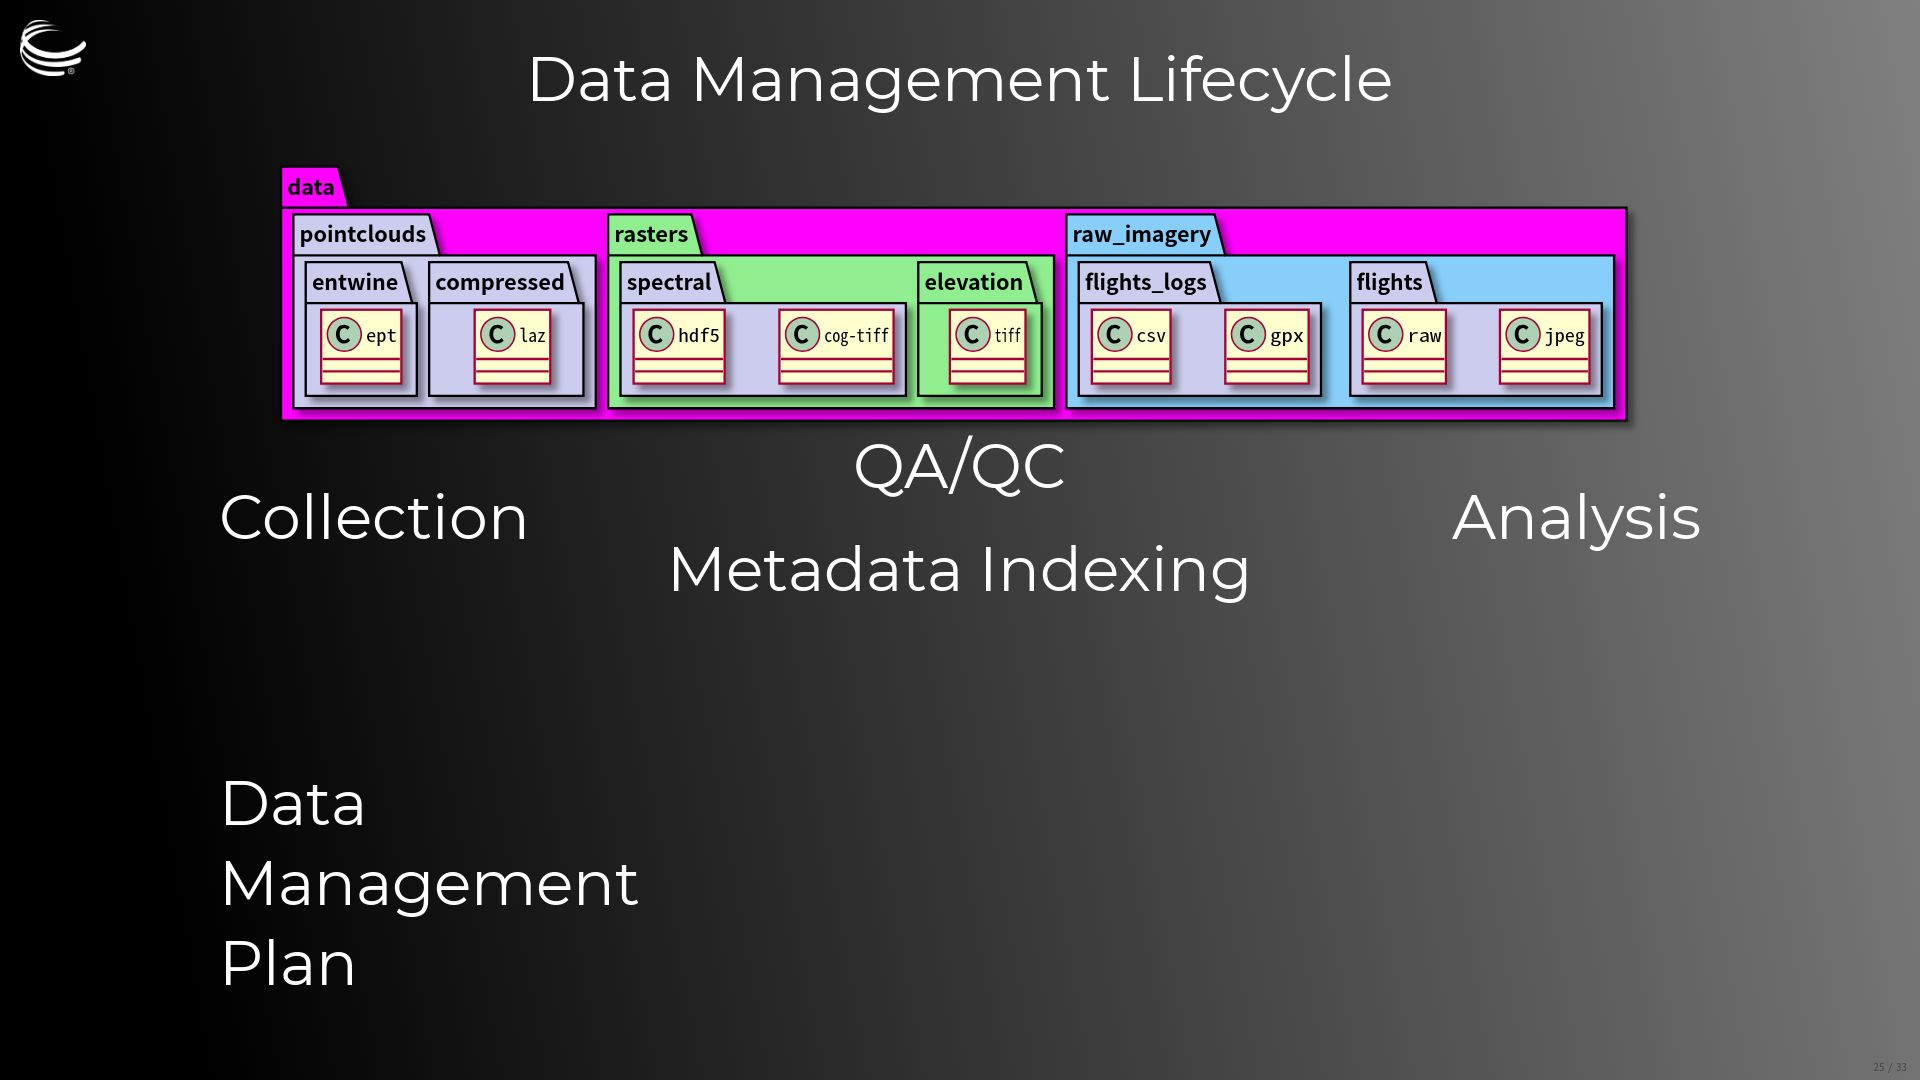 Data Management Lifecycle
data
pointclouds rasters raw_imagery
entwine compressed spectral elevation flights_logs flights
C ept C laz C hdf5 C cog-tiff C tiff C csv C gpx C raw C jpeg
QA/QC
Collection Analysis
Metadata Indexing
Data
Management
Plan
25 / 33